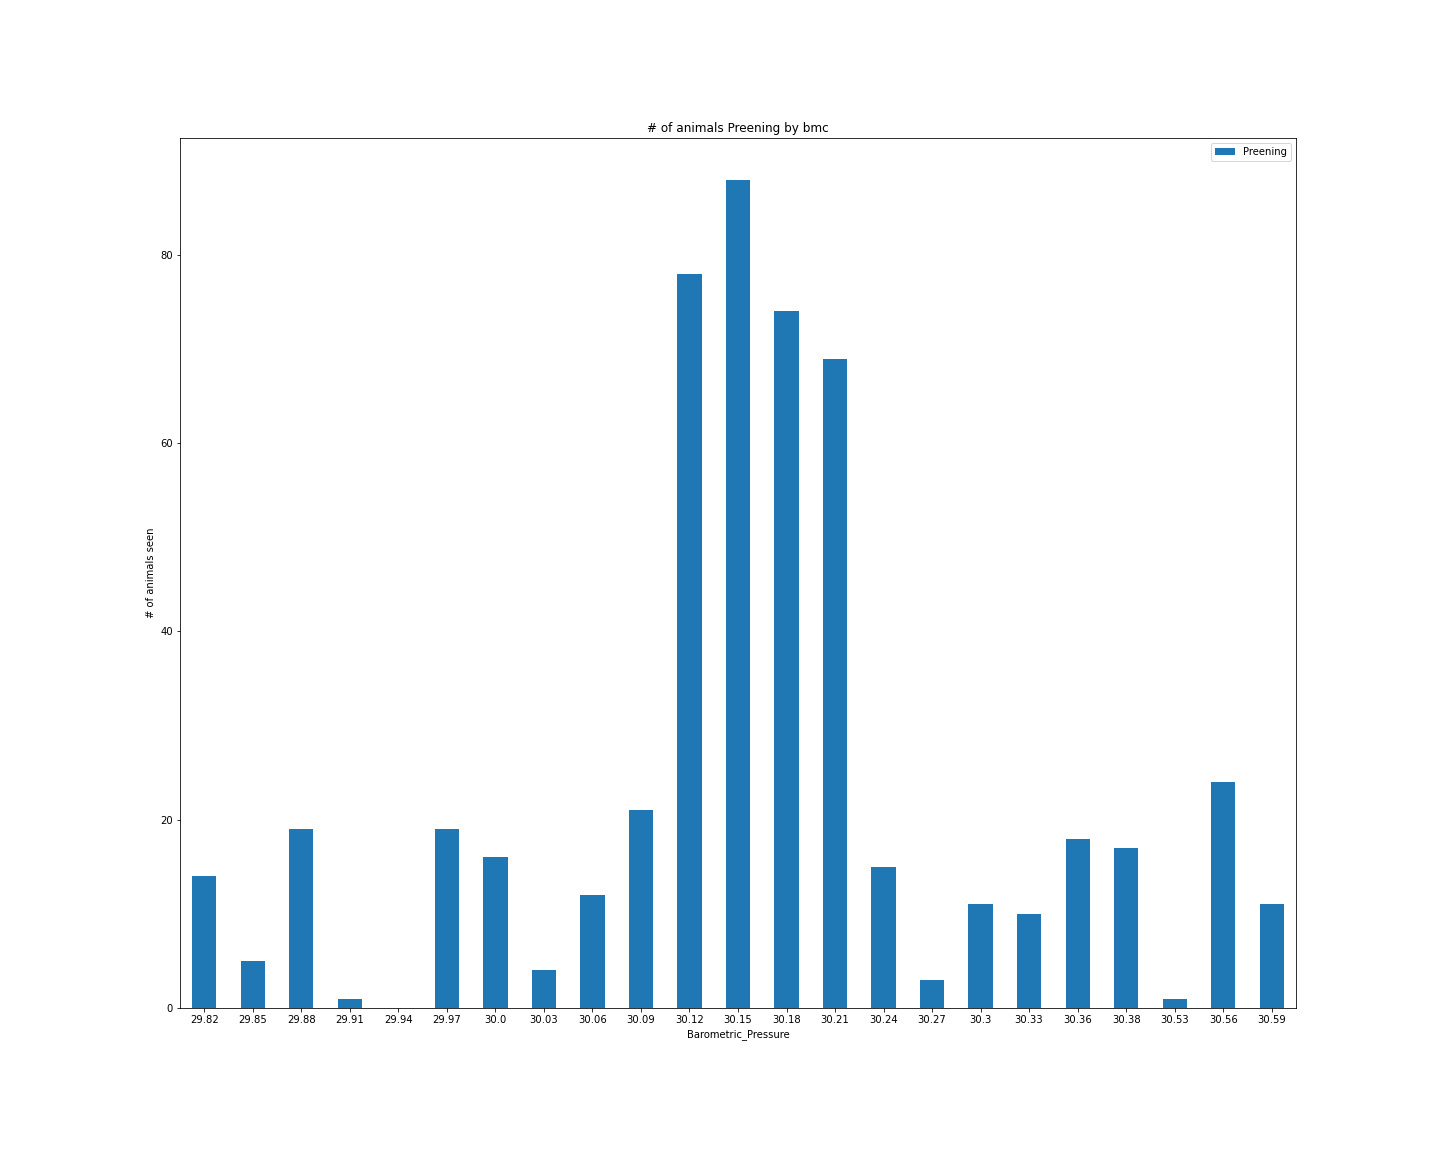 # of animals Preening by bmc
Preening
80
60
40
20
0
# of animals seen
29.82 29.85 29.88 29.91 29.94 29.97 30.0 30.03 30.06 30.09 30.12 30.15 30.18 30.21 30.24 30.27 30.3 30.33 30.36 30.38 30.53 30.56 30.59
Barometric_Pressure